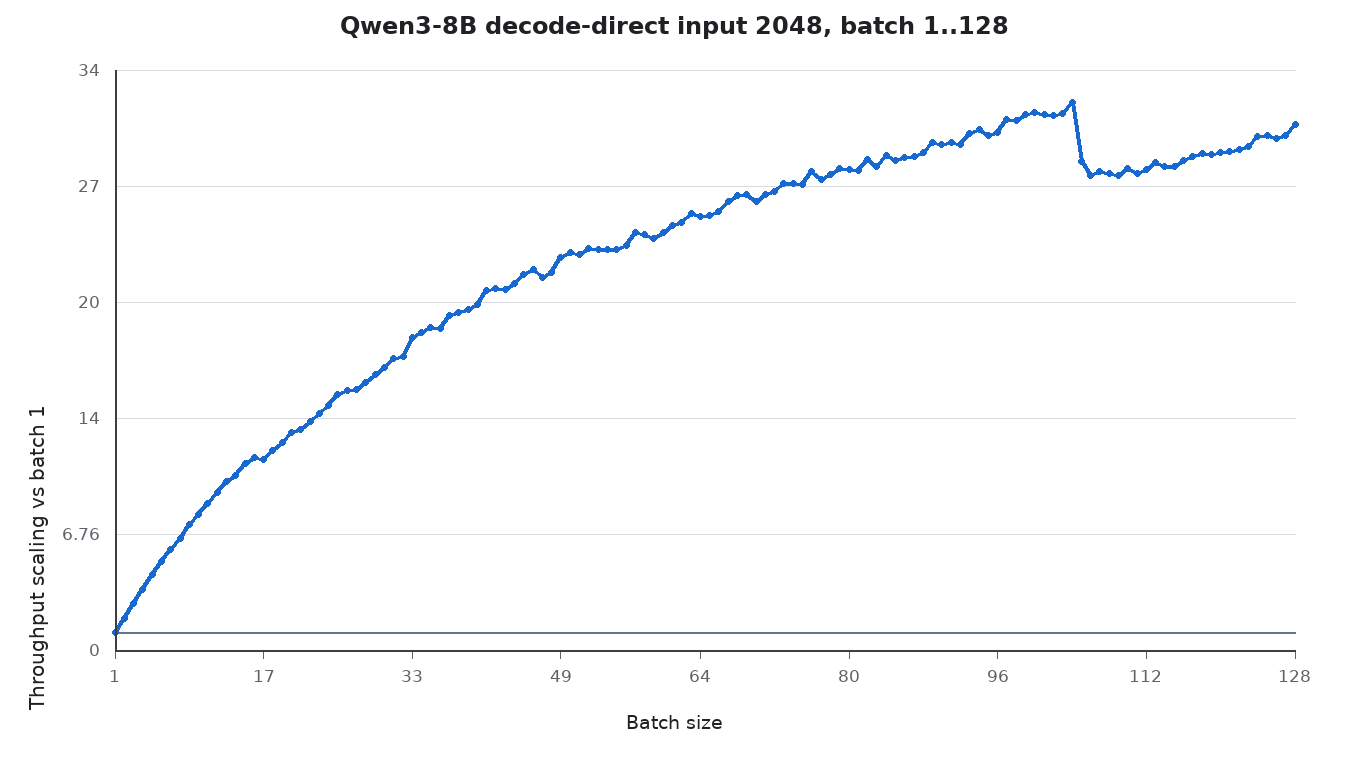 Qwen3-8B decode-direct input 2048, batch 1..128
Throughput scaling vs batch 1
34
27
20
14
6.76
0
1 17 33 49 64 80 96 112 128
Batch size